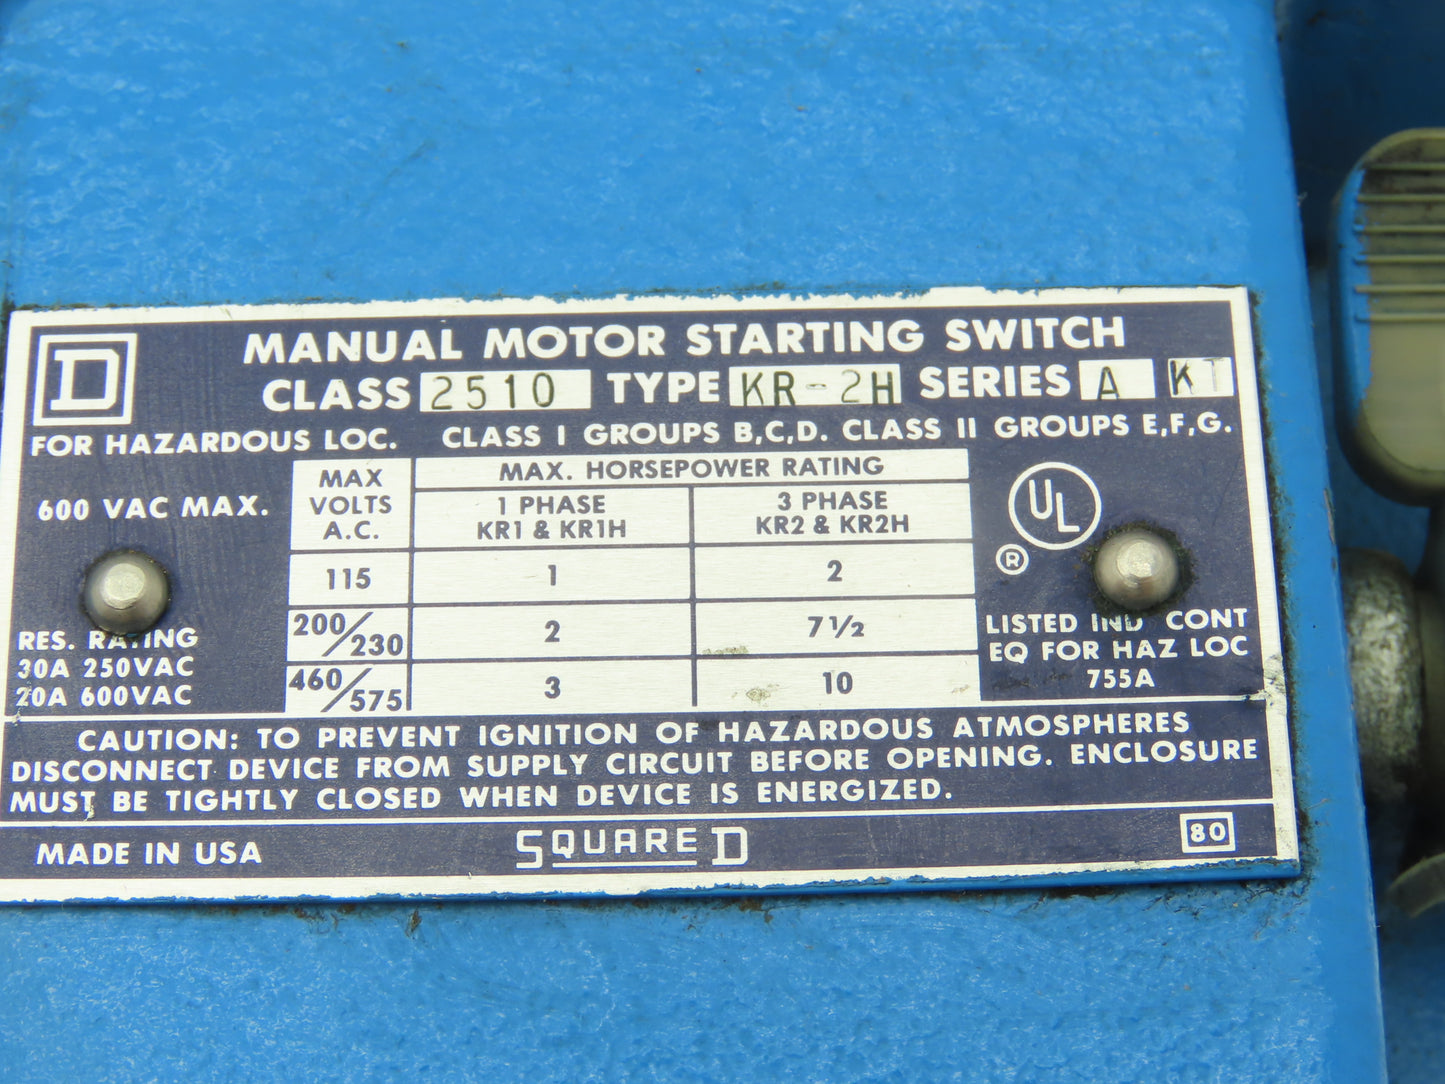 D
MANUAL MOTOR STARTING SWITCH
CLASS 2510 TYPE KR-2H SERIES A KT
FOR HAZARDOUS LOC. CLASS I GROUPS B,C,D. CLASS II GROUPS E,F,G.
600 VAC MAX.
MAX VOLTS A.C. MAX. HORSEPOWER RATING
1 PHASE KR1 & KR1H 3 PHASE KR2 & KR2H
115 1 2
200/230 2 7½
460/575 3 10
RES. RATING
30A 250VAC
20A 600VAC
UL
®
LISTED IND CONT
EQ FOR HAZ LOC
755A
CAUTION: TO PREVENT IGNITION OF HAZARDOUS ATMOSPHERES
DISCONNECT DEVICE FROM SUPPLY CIRCUIT BEFORE OPENING. ENCLOSURE
MUST BE TIGHTLY CLOSED WHEN DEVICE IS ENERGIZED.
MADE IN USA SQUARE D 80